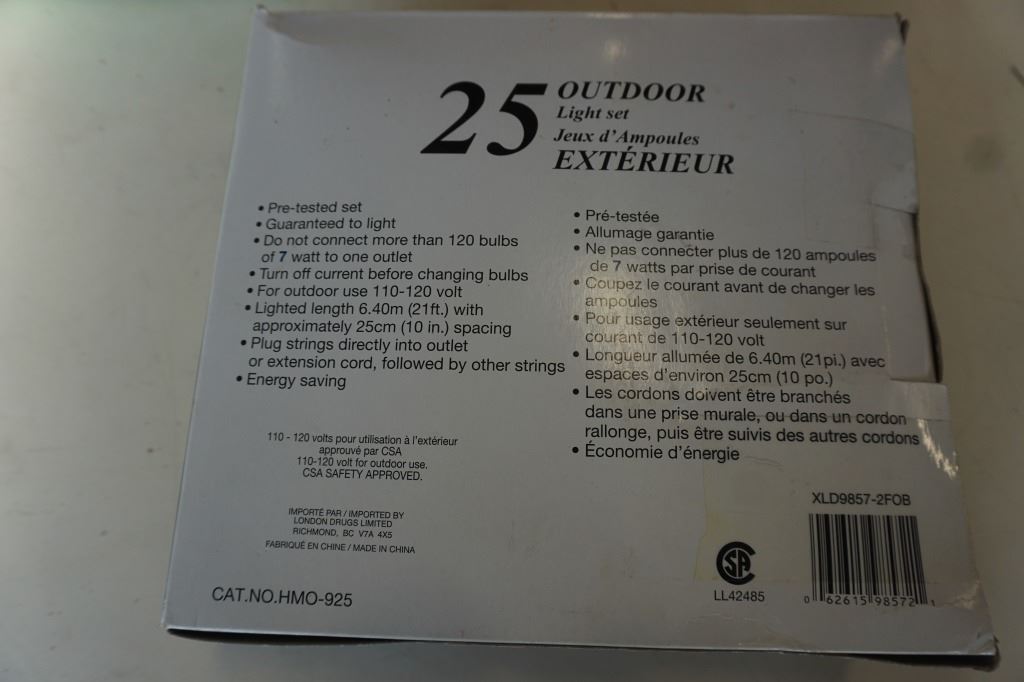 25 OUTDOOR
Light set
Jeux d'Ampoules
EXTÉRIEUR
• Pre-tested set
• Guaranteed to light
• Do not connect more than 120 bulbs
of 7 watt to one outlet
• Turn off current before changing bulbs
• For outdoor use 110-120 volt
• Lighted length 6.40m (21ft.) with
approximately 25cm (10 in.) spacing
• Plug strings directly into outlet
or extension cord, followed by other strings
• Energy saving
• Pré-testée
• Allumage garantie
• Ne pas connecter plus de 120 ampoules
de 7 watts par prise de courant
• Coupez le courant avant de changer les
ampoules
• Pour usage extérieur seulement sur
courant de 110-120 volt
• Longueur allumée de 6.40m (21pi.) avec
espaces d'environ 25cm (10 po.)
• Les cordons doivent être branchés
dans une prise murale, ou dans un cordon
rallonge, puis être suivis des autres cordons
• Économie d'énergie
110 - 120 volts pour utilisation à l'extérieur
approuvé par CSA
110-120 volt for outdoor use.
CSA SAFETY APPROVED.
IMPORTÉ PAR / IMPORTED BY
LONDON DRUGS LIMITED
RICHMOND, BC V7A 4X5
FABRIQUÉ EN CHINE / MADE IN CHINA
CAT.NO.HMO-925
SA
LL42485
XLD9857-2FOB
0 62615 98572 1